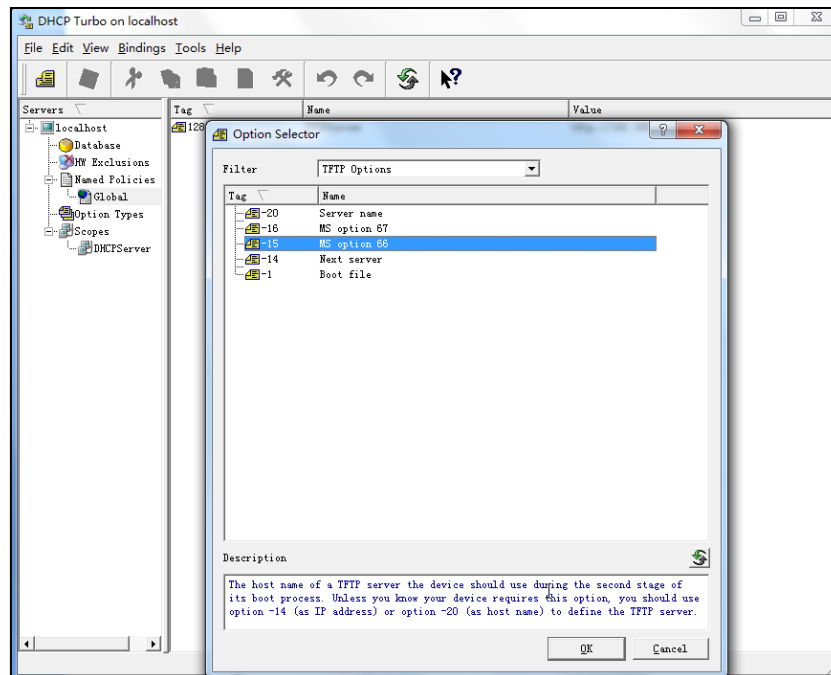 DHCP Turbo on localhost
File Edit View Bindings Tools Help
Servers Tag Name Value
localhost
Database
HW Exclusions
Named Policies
Global
Option Types
Scopes
DHCPServer
128
Option Selector
Filter TFTP Options
Tag Name
-20 Server name
-16 MS option 67
-15 MS option 66
-14 Next server
-1 Boot file
Description
The host name of a TFTP server the device should use during the second stage of
its boot process. Unless you know your device requires this option, you should use
option -14 (as IP address) or option -20 (as host name) to define the TFTP server.
OK Cancel